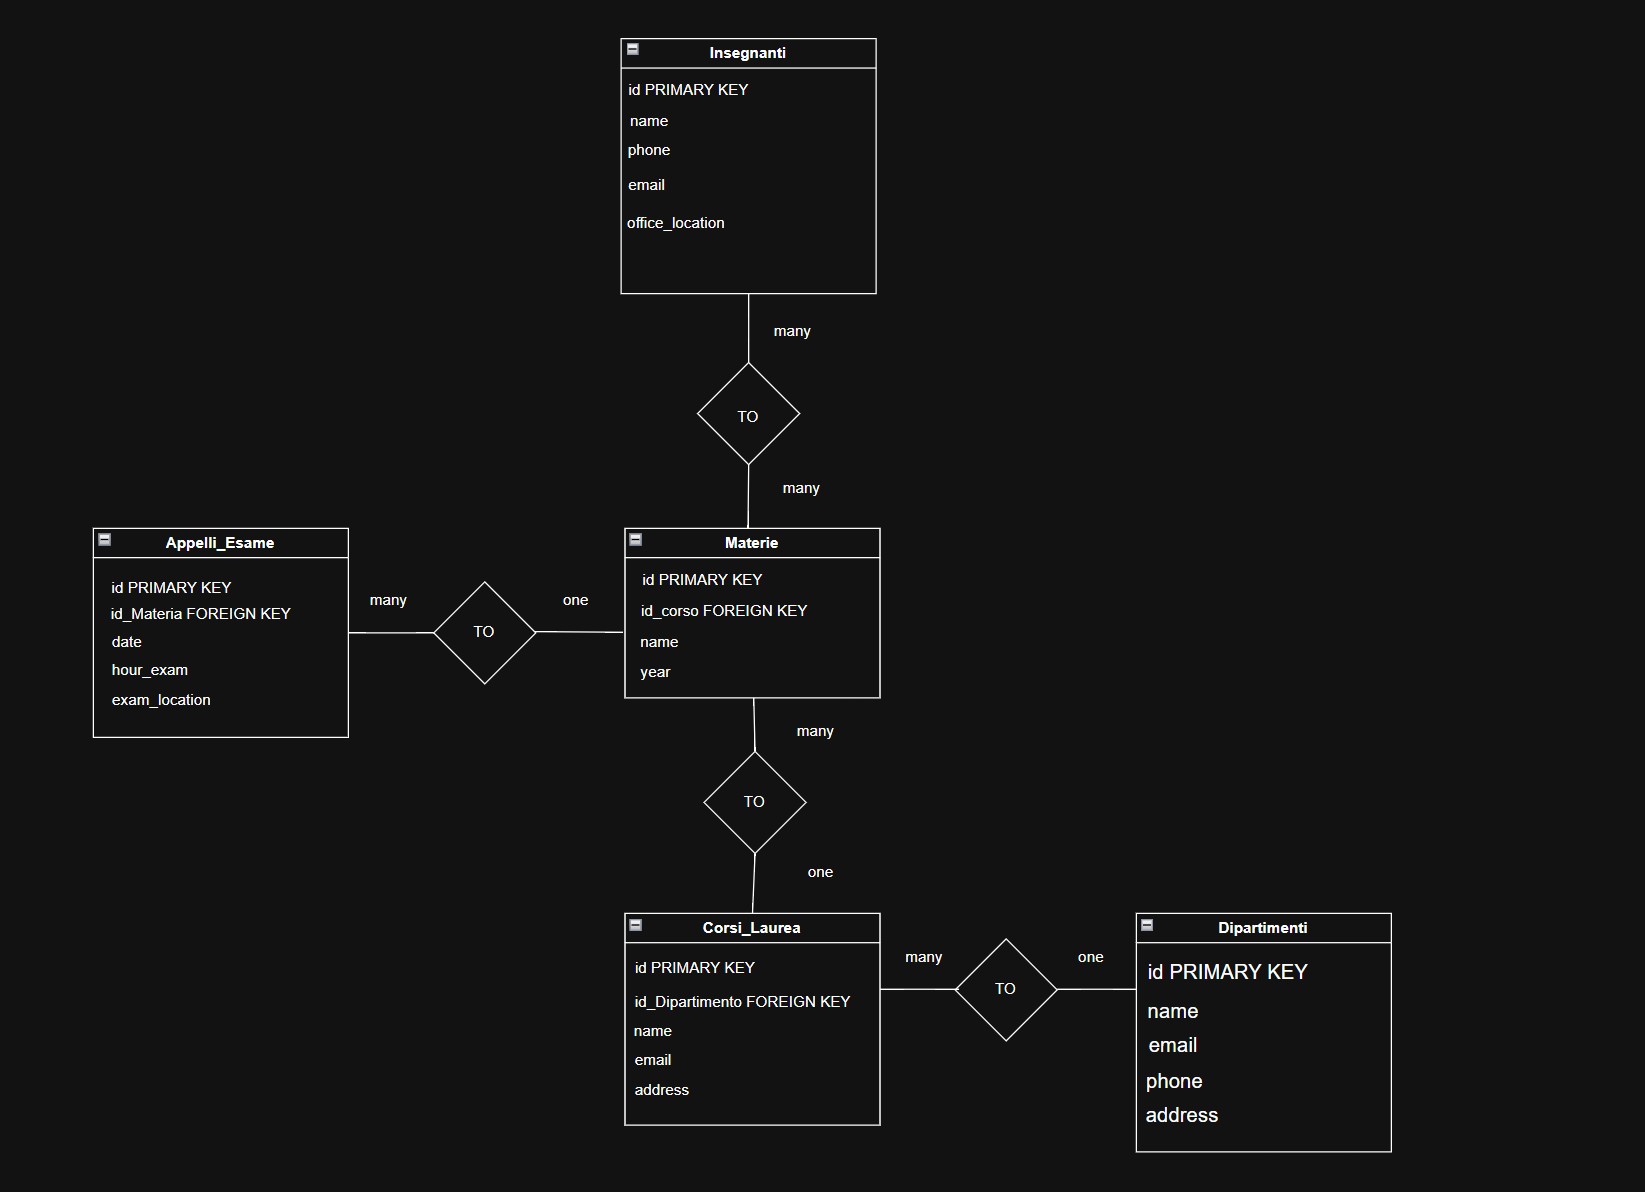 Insegnanti
id PRIMARY KEY
name
phone
email
office_location
many
TO
many
Appelli_Esame
id PRIMARY KEY
id_Materia FOREIGN KEY
date
hour_exam
exam_location
many
TO
one
Materie
id PRIMARY KEY
id_corso FOREIGN KEY
name
year
many
TO
one
Corsi_Laurea
id PRIMARY KEY
id_Dipartimento FOREIGN KEY
name
email
address
many
TO
one
Dipartimenti
id PRIMARY KEY
name
email
phone
address